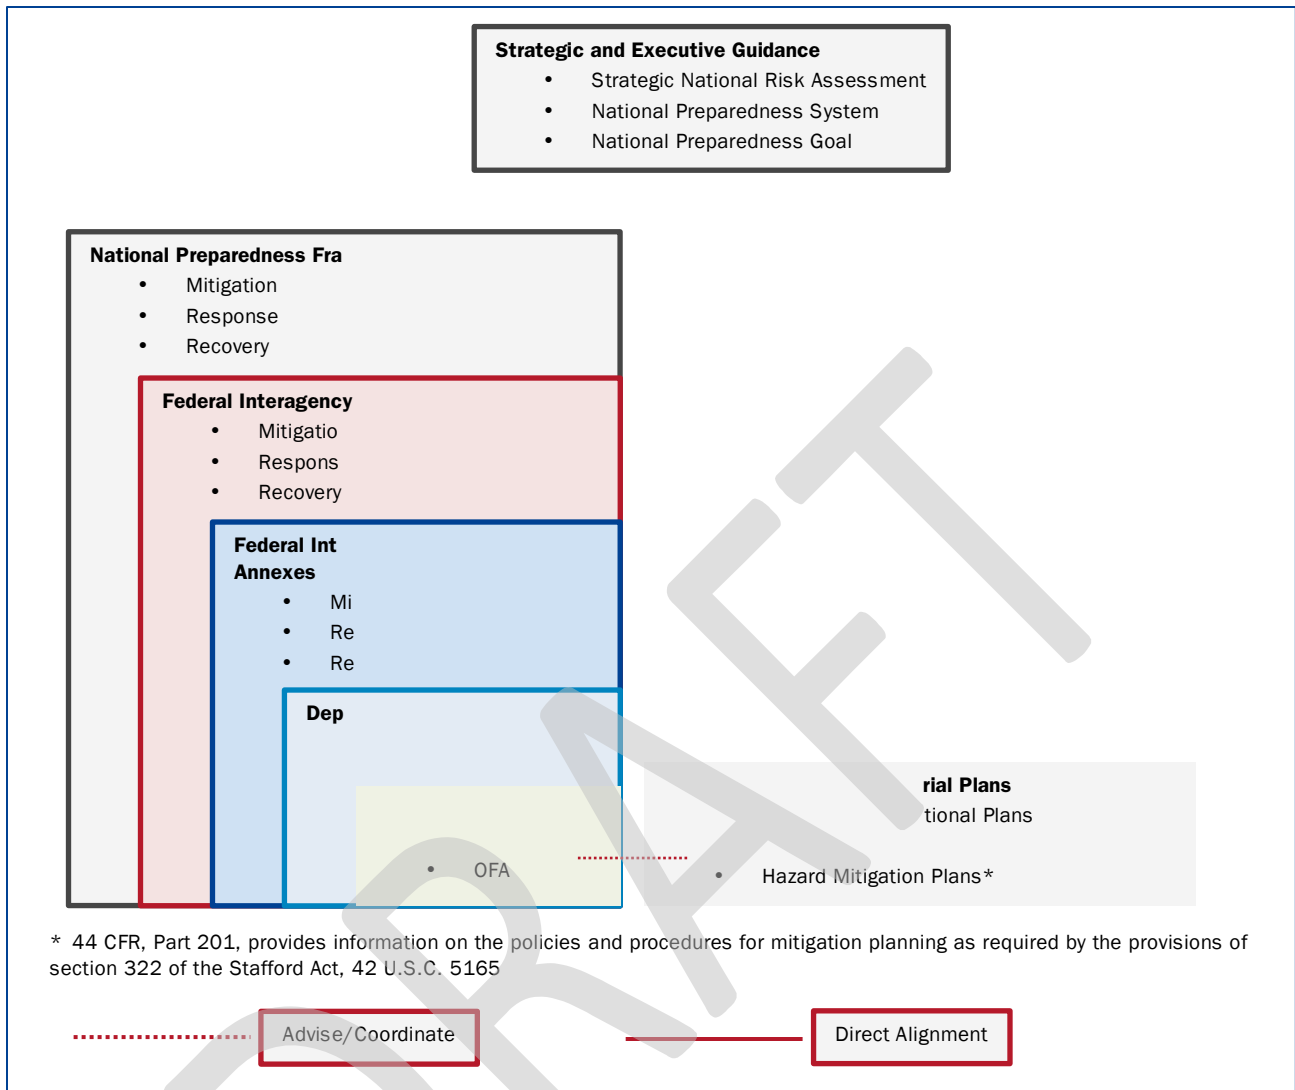 Strategic and Executive Guidance
• Strategic National Risk Assessment
• National Preparedness System
• National Preparedness Goal
National Preparedness Fra
• Mitigation
• Response
• Recovery
Federal Interagency
• Mitigatio
• Respons
• Recovery
Federal Int
Annexes
• Mi
• Re
• Re
Dep
• OFA
rial Plans
tional Plans
• Hazard Mitigation Plans*
* 44 CFR, Part 201, provides information on the policies and procedures for mitigation planning as required by the provisions of
section 322 of the Stafford Act, 42 U.S.C. 5165
Advise/Coordinate
Direct Alignment
DRAFT